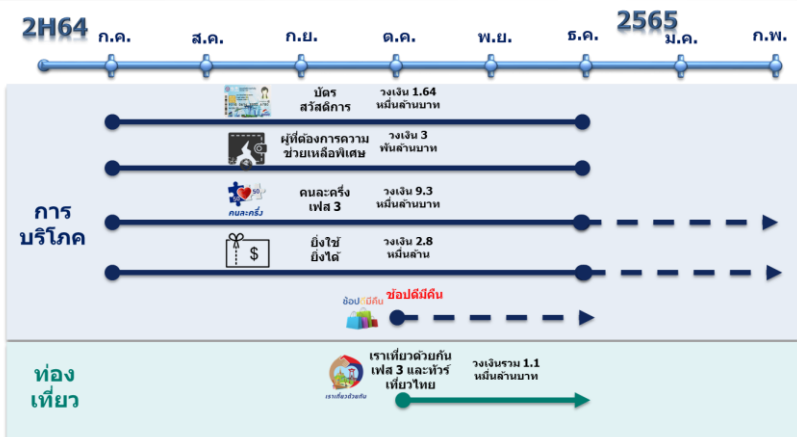 2H64
ก.ค.
ส.ค.
ก.ย.
ต.ค.
พ.ย.
ธ.ค.
2565
ม.ค.
ก.พ.
การ
บริโภค
บัตร
สวัสดิการ
วงเงิน 1.64
หมื่นล้านบาท
ผู้ที่ต้องการความ
ช่วยเหลือพิเศษ
วงเงิน 3
พันล้านบาท
คนละครึ่ง
คนละครึ่ง
เฟส 3
วงเงิน 9.3
หมื่นล้านบาท
$
ยิ่งใช้
ยิ่งได้
วงเงิน 2.8
หมื่นล้าน
ช้อปดีมีคืน
ช้อปดีมีคืน
ท่อง
เที่ยว
เราเที่ยวด้วยกัน
เราเที่ยวด้วยกัน
เฟส 3 และทัวร์
เที่ยวไทย
วงเงินรวม 1.1
หมื่นล้านบาท